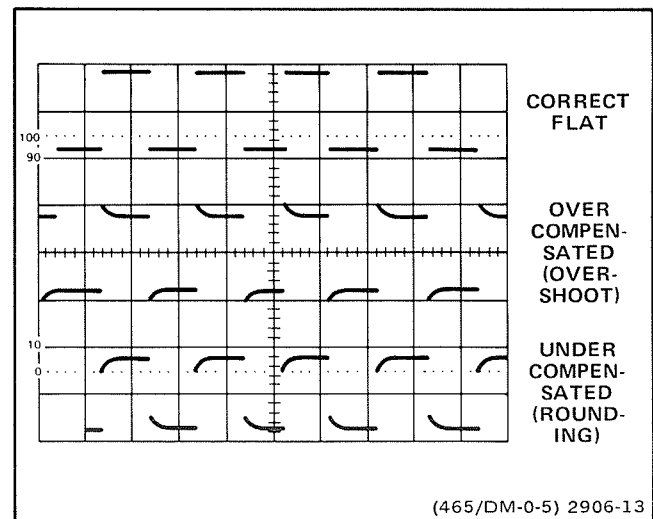 CORRECT
FLAT
100
90
OVER
COMPEN-
SATED
(OVER-
SHOOT)
10
0
UNDER
COMPEN-
SATED
(ROUND-
ING)
(465/DM-0-5) 2906-13